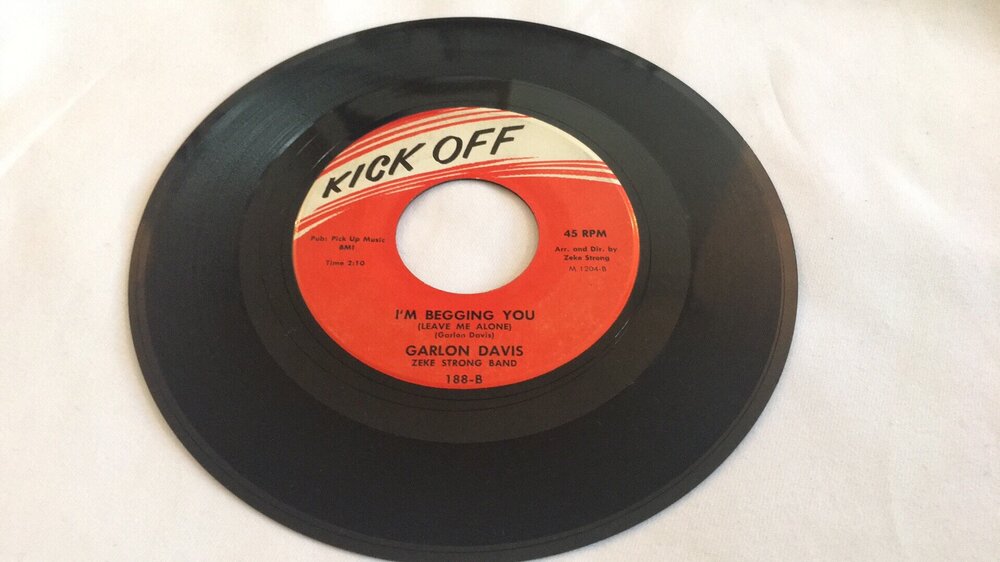 KICK OFF
Pub: Pick Up Music
BMI
Time 2:10
45 RPM
Arr. and Dir. by
Zeke Strong
M 1204-B
I'M BEGGING YOU
(LEAVE ME ALONE)
(Garlon Davis)
GARLON DAVIS
ZEKE STRONG BAND
188-B